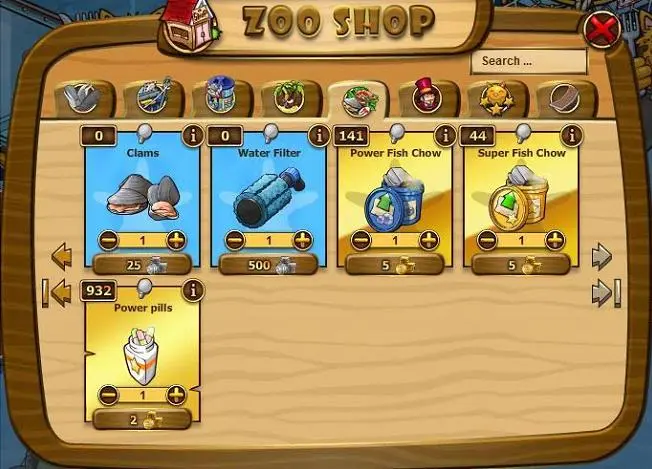 ZOO SHOP
Search ...
0 i 0 i 141 i 44 i
Clams Water Filter Power Fish Chow Super Fish Chow
1 1 1 1
25 500 5 5
932 i
Power pills
1
2